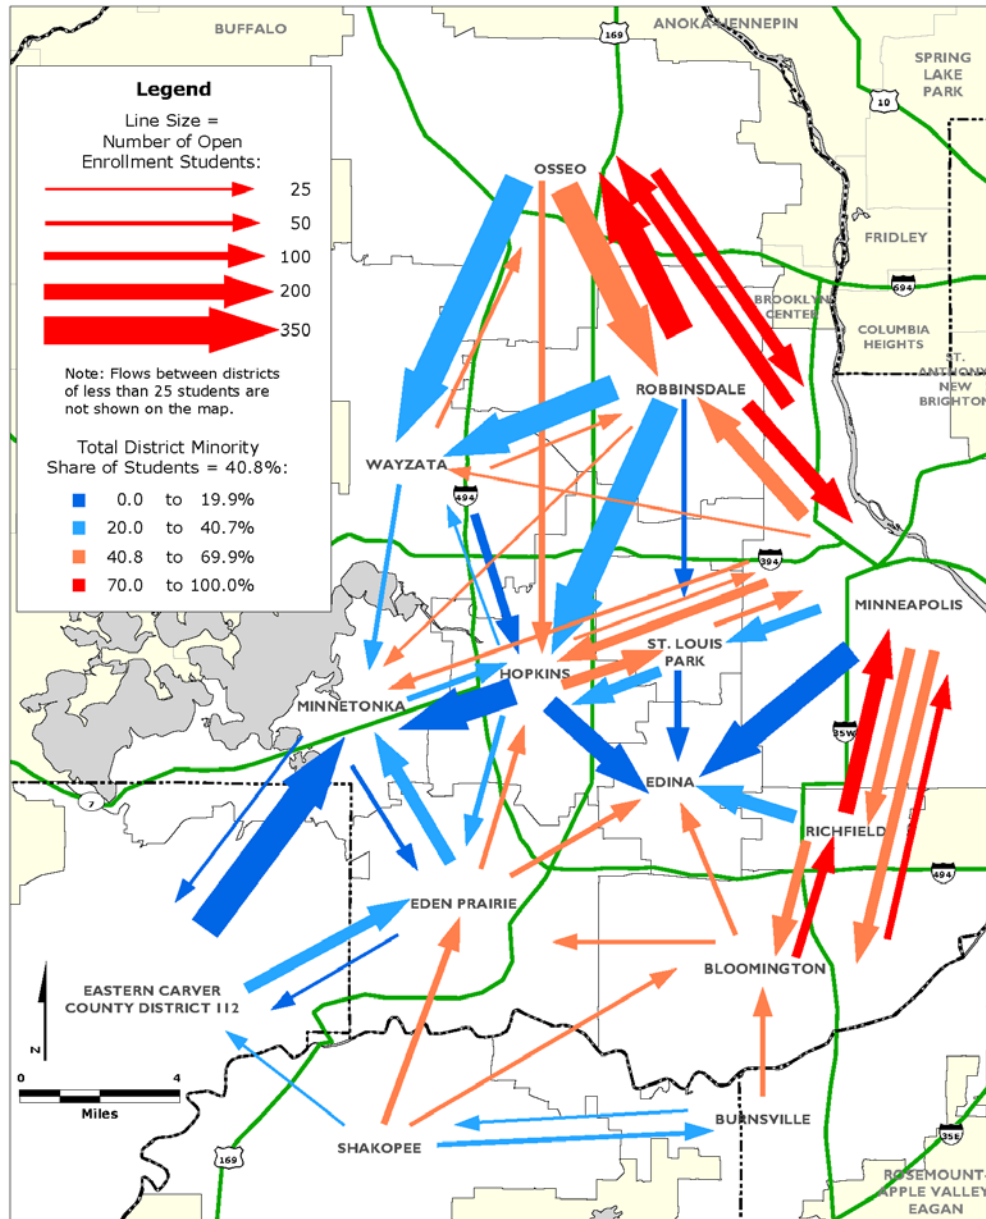 BUFFALO
ANOKA-HENNEPIN
169
SPRING
LAKE
PARK
10
Legend
Line Size =
Number of Open
Enrollment Students:
25
50
100
200
350
Note: Flows between districts
of less than 25 students are
not shown on the map.
Total District Minority
Share of Students = 40.8%:
0.0 to 19.9%
20.0 to 40.7%
40.8 to 69.9%
70.0 to 100.0%
OSSEO
FRIDLEY
694
BROOKLYN
CENTER
COLUMBIA
HEIGHTS
ST.
ANTHONY-
NEW
BRIGHTON
ROBBINSDALE
WAYZATA
494
394
MINNEAPOLIS
ST. LOUIS
PARK
HOPKINS
MINNETONKA
35W
EDINA
7
RICHFIELD
494
EDEN PRAIRIE
BLOOMINGTON
EASTERN CARVER
COUNTY DISTRICT 112
N
0 4
Miles
BURNSVILLE
SHAKOPEE
35E
169
ROSEMOUNT-
APPLE VALLEY-
EAGAN